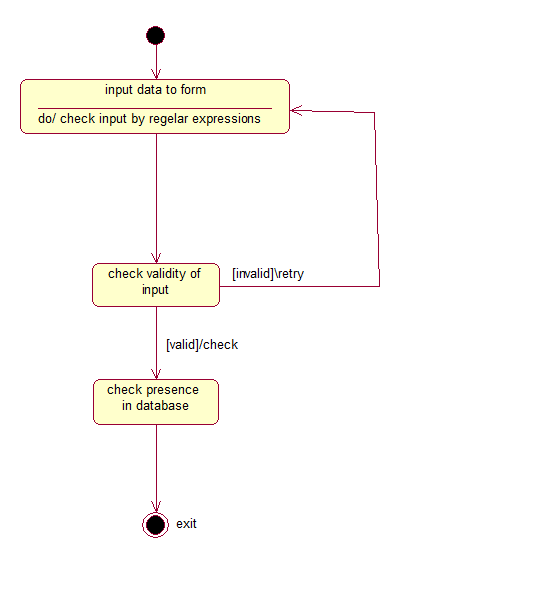 input data to form
do/ check input by regelar expressions
check validity of
input
[invalid]\retry
[valid]/check
check presence
in database
exit